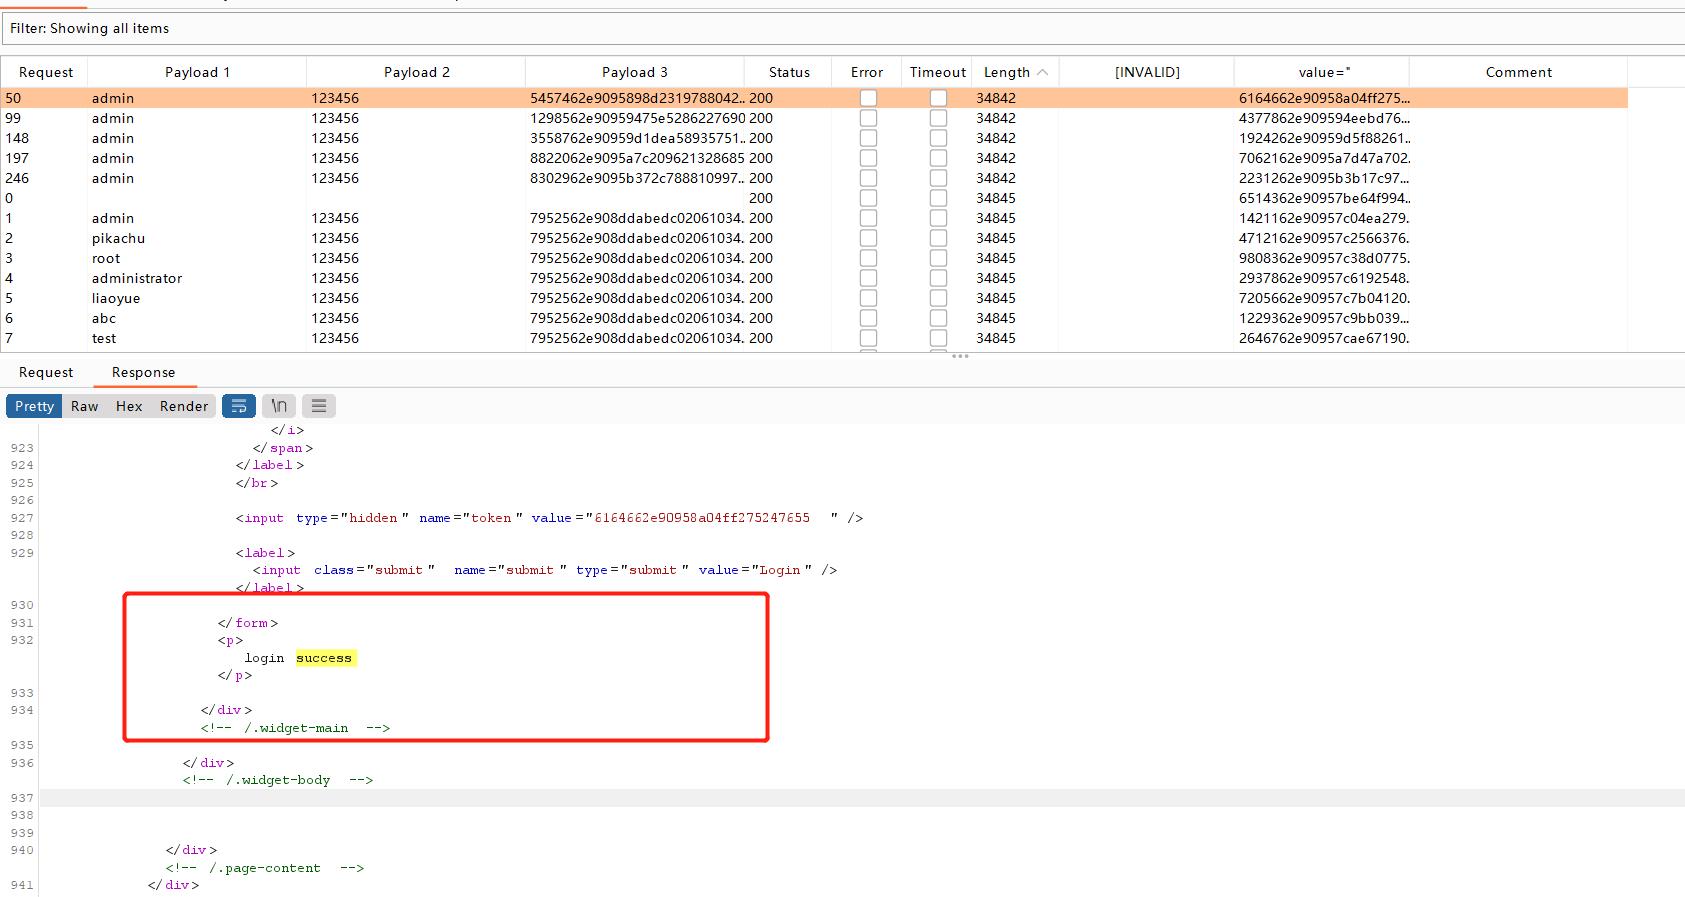 Filter: Showing all items
Request Payload 1 Payload 2 Payload 3 Status Error Timeout Length [INVALID] value=" Comment
50 admin 123456 5457462e9095898d2319788042.. 200 34842 6164662e90958a04ff275...
99 admin 123456 1298562e90959475e5286227690 200 34842 4377862e909594eebd76...
148 admin 123456 3558762e90959d1dea58935751.. 200 34842 1924262e90959d5f88261..
197 admin 123456 8822062e9095a7c209621328685 200 34842 7062162e9095a7d47a702.
246 admin 123456 8302962e9095b372c788810997.. 200 34842 2231262e9095b3b17c97...
0 200 34845 6514362e90957be64f994..
1 admin 123456 7952562e908ddabedc02061034. 200 34845 1421162e90957c04ea279.
2 pikachu 123456 7952562e908ddabedc02061034. 200 34845 4712162e90957c2566376.
3 root 123456 7952562e908ddabedc02061034. 200 34845 9808362e90957c38d0775.
4 administrator 123456 7952562e908ddabedc02061034. 200 34845 2937862e90957c6192548.
5 liaoyue 123456 7952562e908ddabedc02061034. 200 34845 7205662e90957c7b04120.
6 abc 123456 7952562e908ddabedc02061034. 200 34845 1229362e90957c9bb039...
7 test 123456 7952562e908ddabedc02061034. 200 34845 2646762e90957cae67190.
Request Response
Pretty Raw Hex Render \n
</i>
923 </span>
924 </label>
925 </br>
926
927 <input type="hidden" name="token" value="6164662e90958a04ff275247655" />
928
929 <label>
<input class="submit" name="submit" type="submit" value="Login" />
</label>
930
931 </form>
932 <p>
login success
</p>
933
934 </div>
<!-- /.widget-main -->
935
936 </div>
<!-- /.widget-body -->
937
938
939
940 </div>
<!-- /.page-content -->
941 </div>